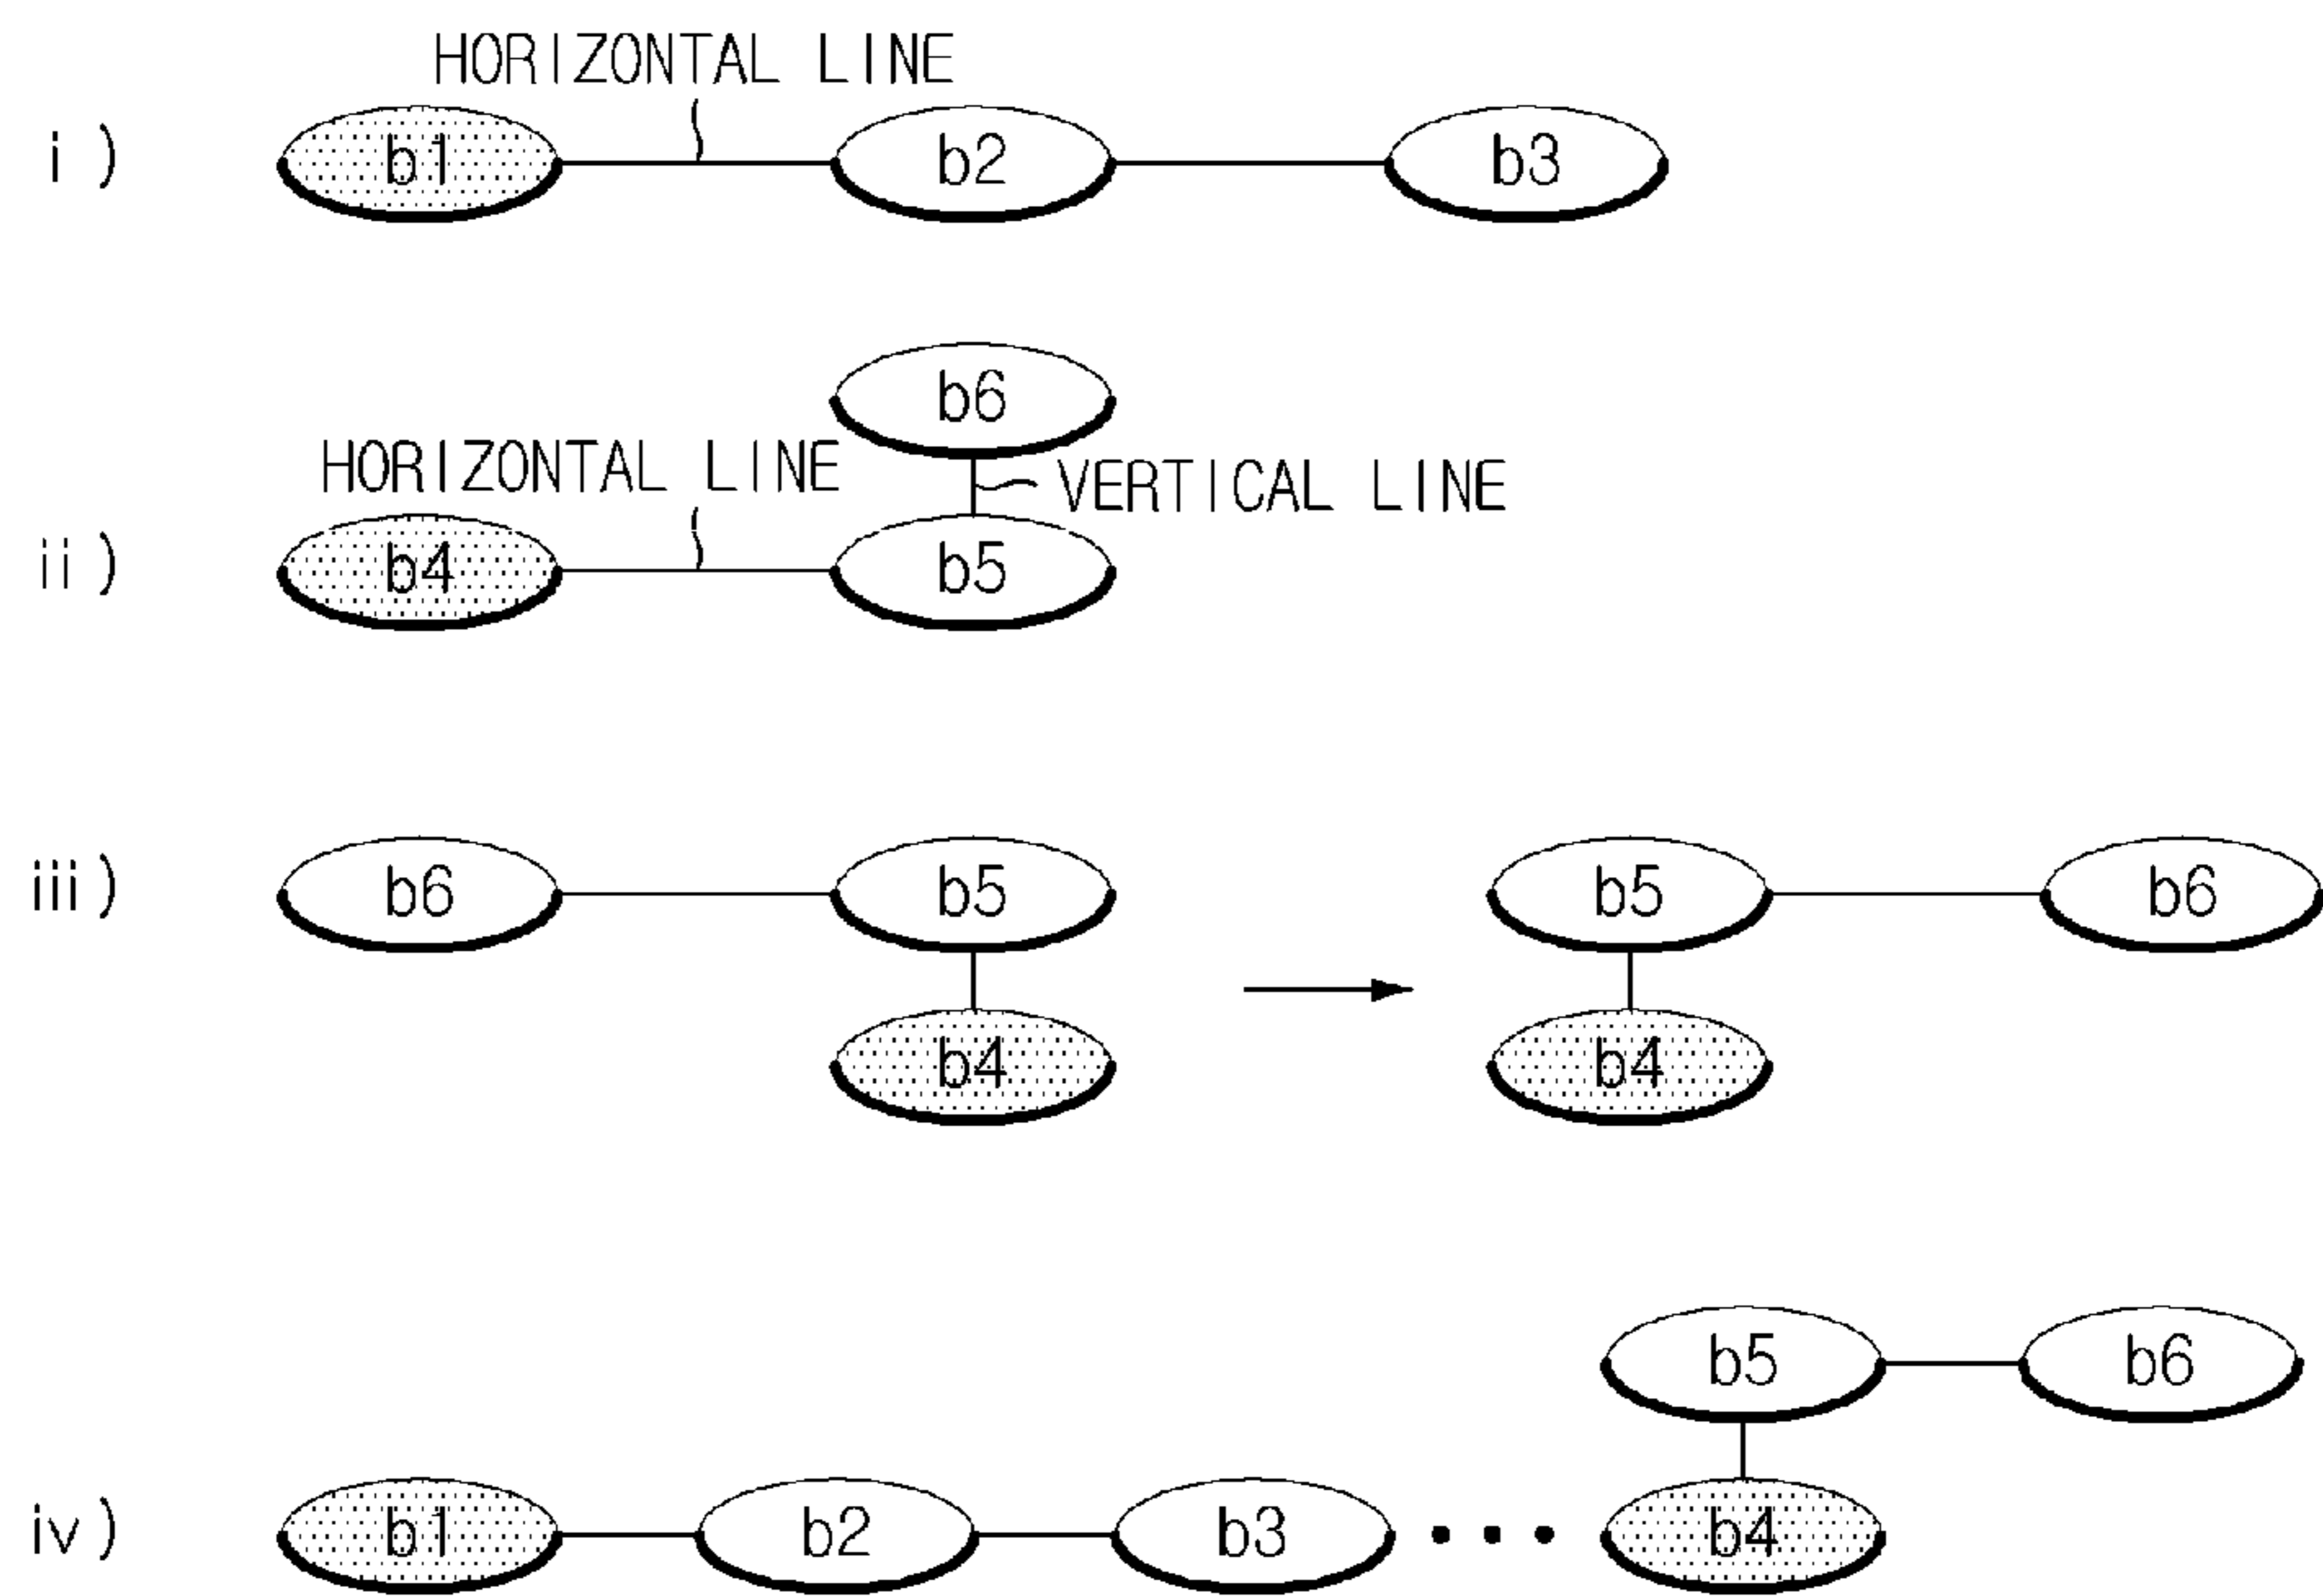 HORIZONTAL LINE
i ) b1 b2 b3
b6
HORIZONTAL LINE VERTICAL LINE
ii ) b4 b5
iii ) b6 b5 b5 b6
b4 b4
b5 b6
iv ) b1 b2 b3 • • • b4